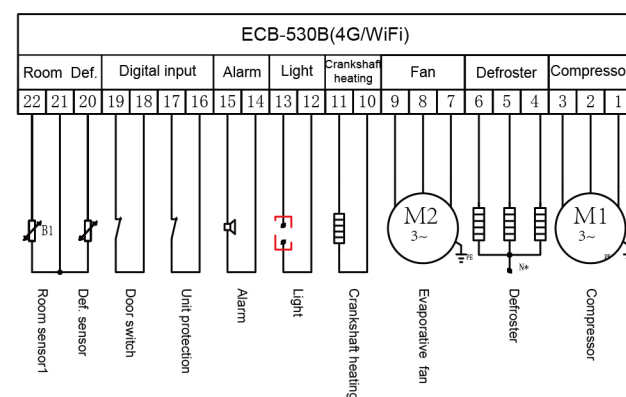 ECB-530B(4G/WiFi)
Room Def. Digital input Alarm Light Crankshaft heating Fan Defroster Compresso
22 21 20 19 18 17 16 15 14 13 12 11 10 9 8 7 6 5 4 3 2 1
B1 M2 3~ PE N* M1 3~ PE
Room sensor1
Def. sensor
Door switch
Unit protection
Alarm
Light
Crankshaft heating
Evaporative fan
Defroster
Compressor